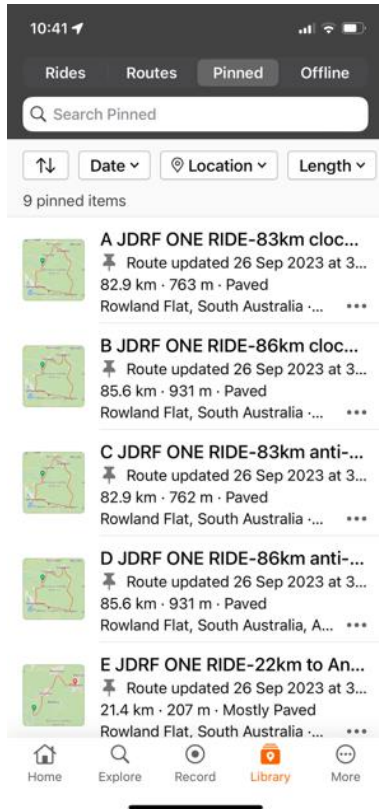 10:41
Rides Routes Pinned Offline
Search Pinned
Date Location Length
9 pinned items
A JDRF ONE RIDE-83km cloc...
Route updated 26 Sep 2023 at 3...
82.9 km · 763 m · Paved
Rowland Flat, South Australia ·...
B JDRF ONE RIDE-86km cloc...
Route updated 26 Sep 2023 at 3...
85.6 km · 931 m · Paved
Rowland Flat, South Australia ·...
C JDRF ONE RIDE-83km anti-...
Route updated 26 Sep 2023 at 3...
82.9 km · 762 m · Paved
Rowland Flat, South Australia ·...
D JDRF ONE RIDE-86km anti-...
Route updated 26 Sep 2023 at 3...
85.6 km · 931 m · Paved
Rowland Flat, South Australia, A...
E JDRF ONE RIDE-22km to An...
Route updated 26 Sep 2023 at 3...
21.4 km · 207 m · Mostly Paved
Rowland Flat, South Australia ·...
Home Explore Record Library More